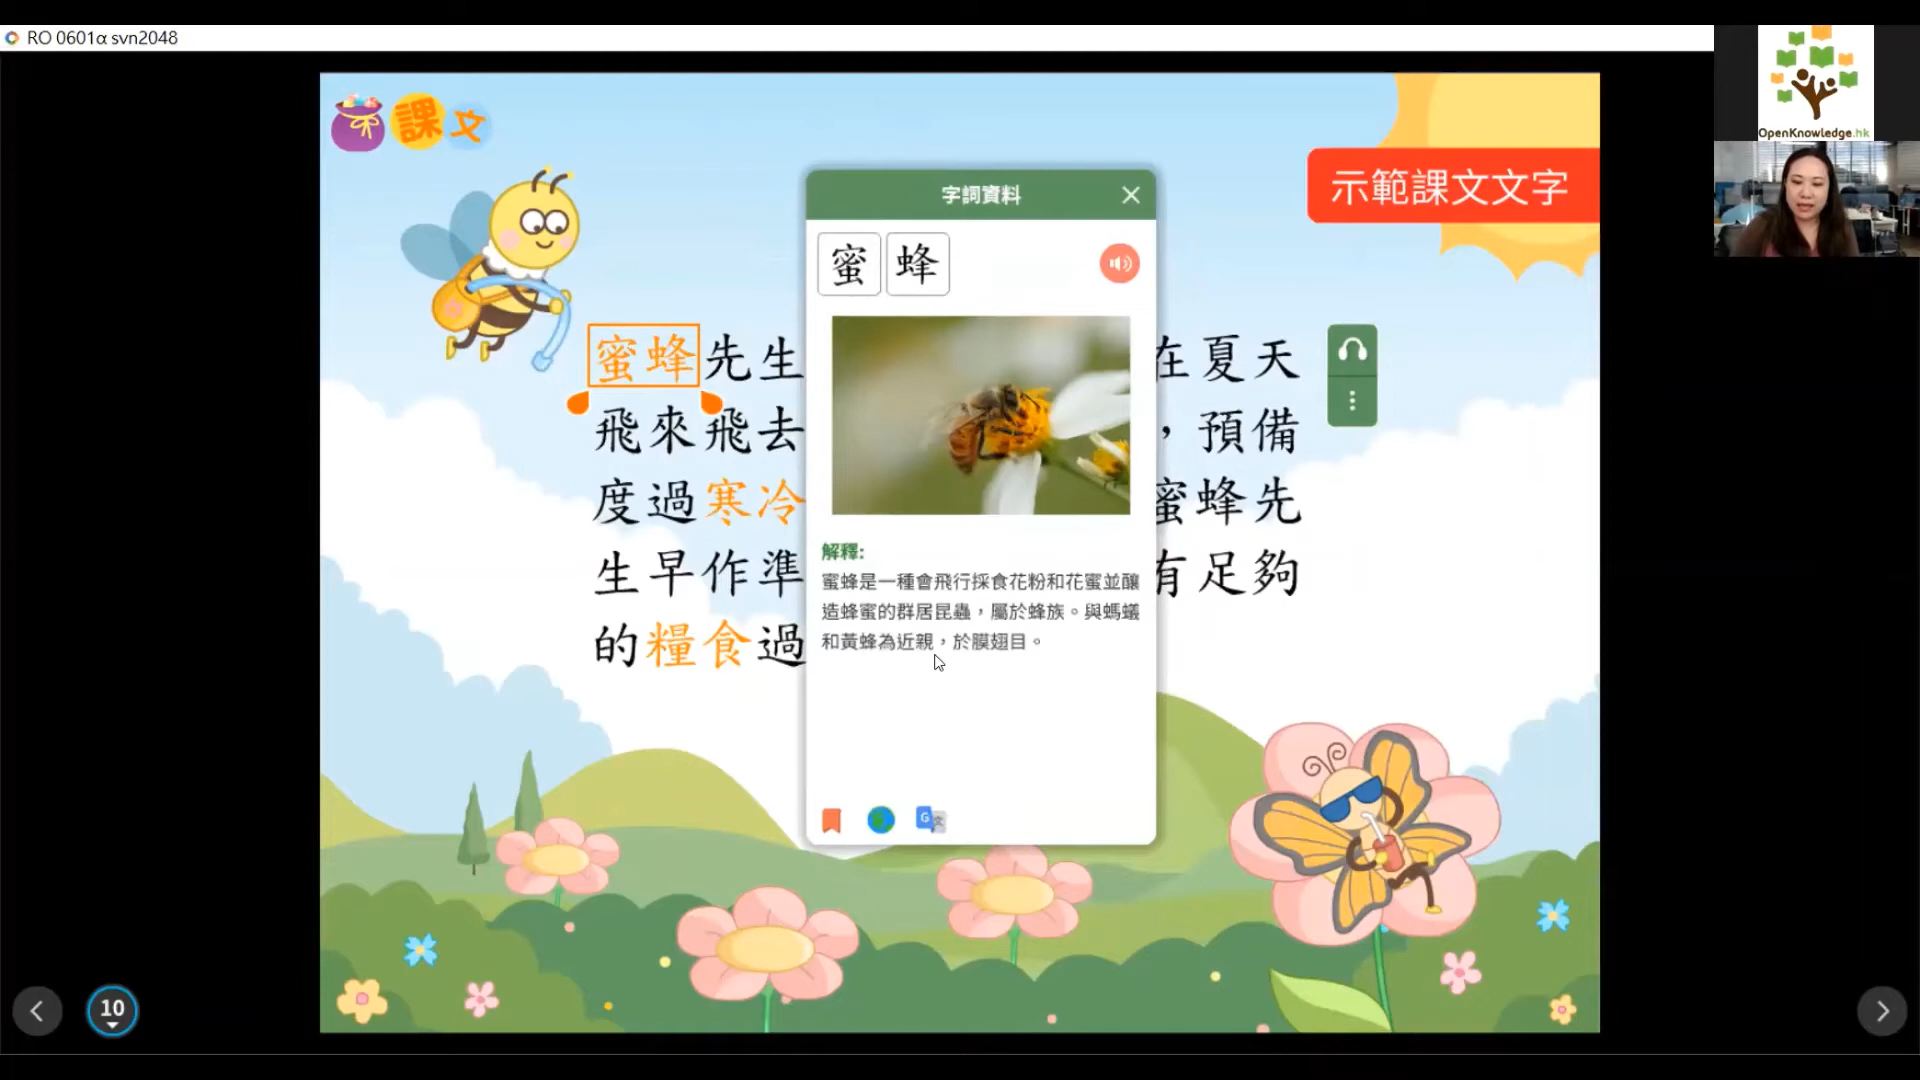 RO 0601α svn2048
OpenKnowledge.hk
課文
示範課文文字
字詞資料
蜜蜂
蜜蜂先生
在夏天
飛來飛去
，預備
度過寒冷
蜜蜂先
生早作準
有足夠
的糧食過
解釋:
蜜蜂是一種會飛行採食花粉和花蜜並釀
造蜂蜜的群居昆蟲，屬於蜂族。與螞蟻
和黃蜂為近親，於膜翅目。
G 文
10